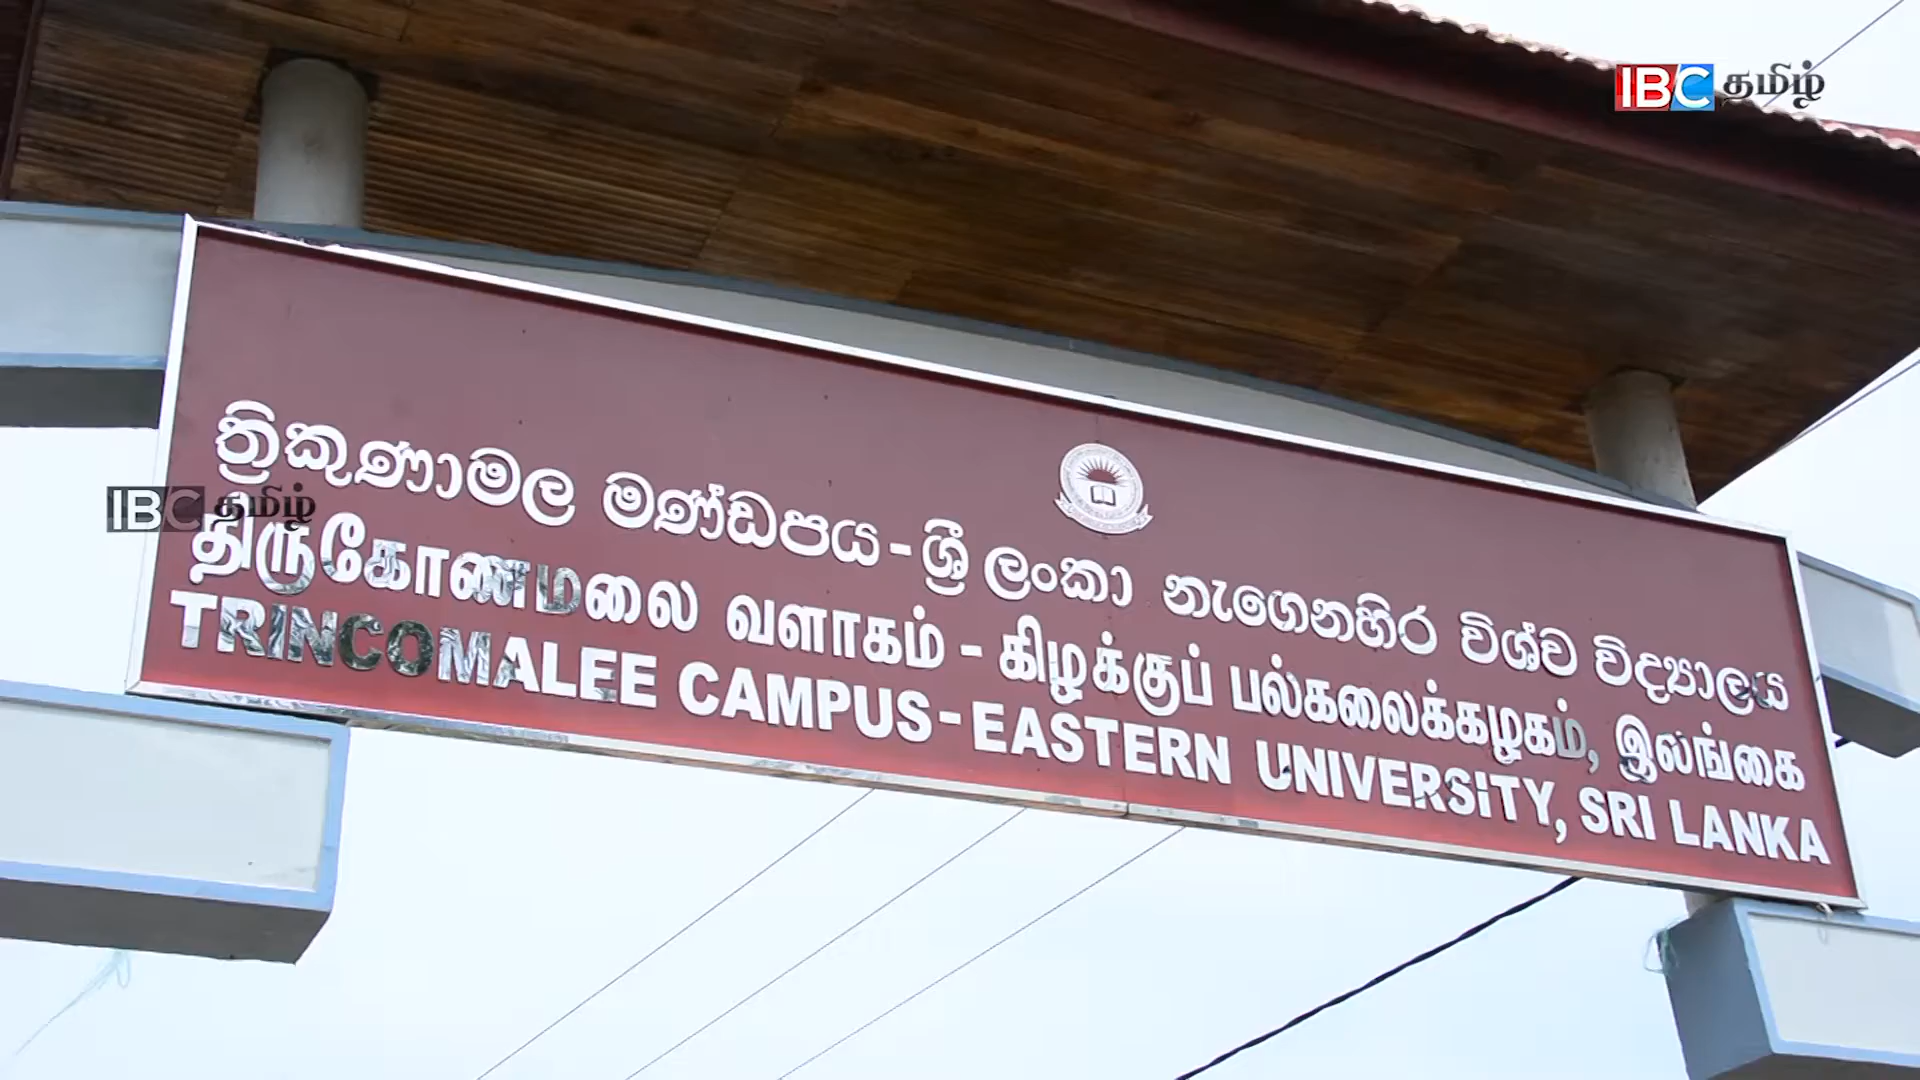 IBC தமிழ்
ත්‍රිකුණාමල මණ්ඩපය - ශ්‍රී ලංකා නැගෙනහිර විශ්ව විද්‍යාලය
IBC தமிழ்
திருகோணமலை வளாகம் - கிழக்குப் பல்கலைக்கழகம், இலங்கை
TRINCOMALEE CAMPUS - EASTERN UNIVERSITY, SRI LANKA